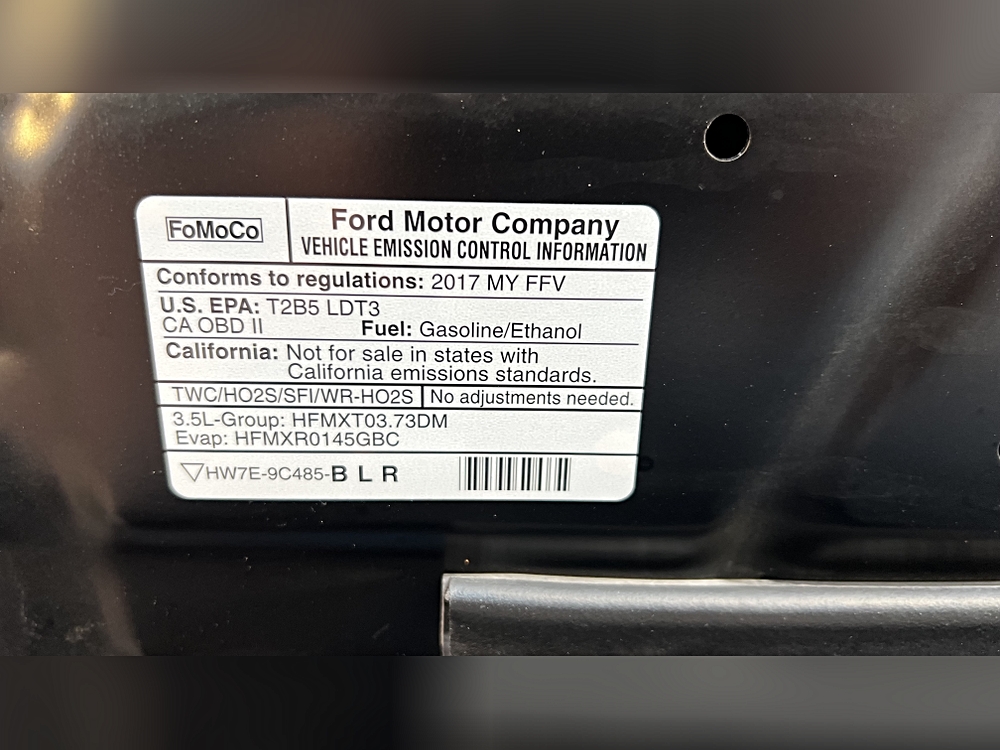 FoMoCo
Ford Motor Company
VEHICLE EMISSION CONTROL INFORMATION
Conforms to regulations: 2017 MY FFV
U.S. EPA: T2B5 LDT3
CA OBD II Fuel: Gasoline/Ethanol
California: Not for sale in states with
California emissions standards.
TWC/HO2S/SFI/WR-HO2S No adjustments needed.
3.5L-Group: HFMXT03.73DM
Evap: HFMXR0145GBC
HW7E-9C485-B L R